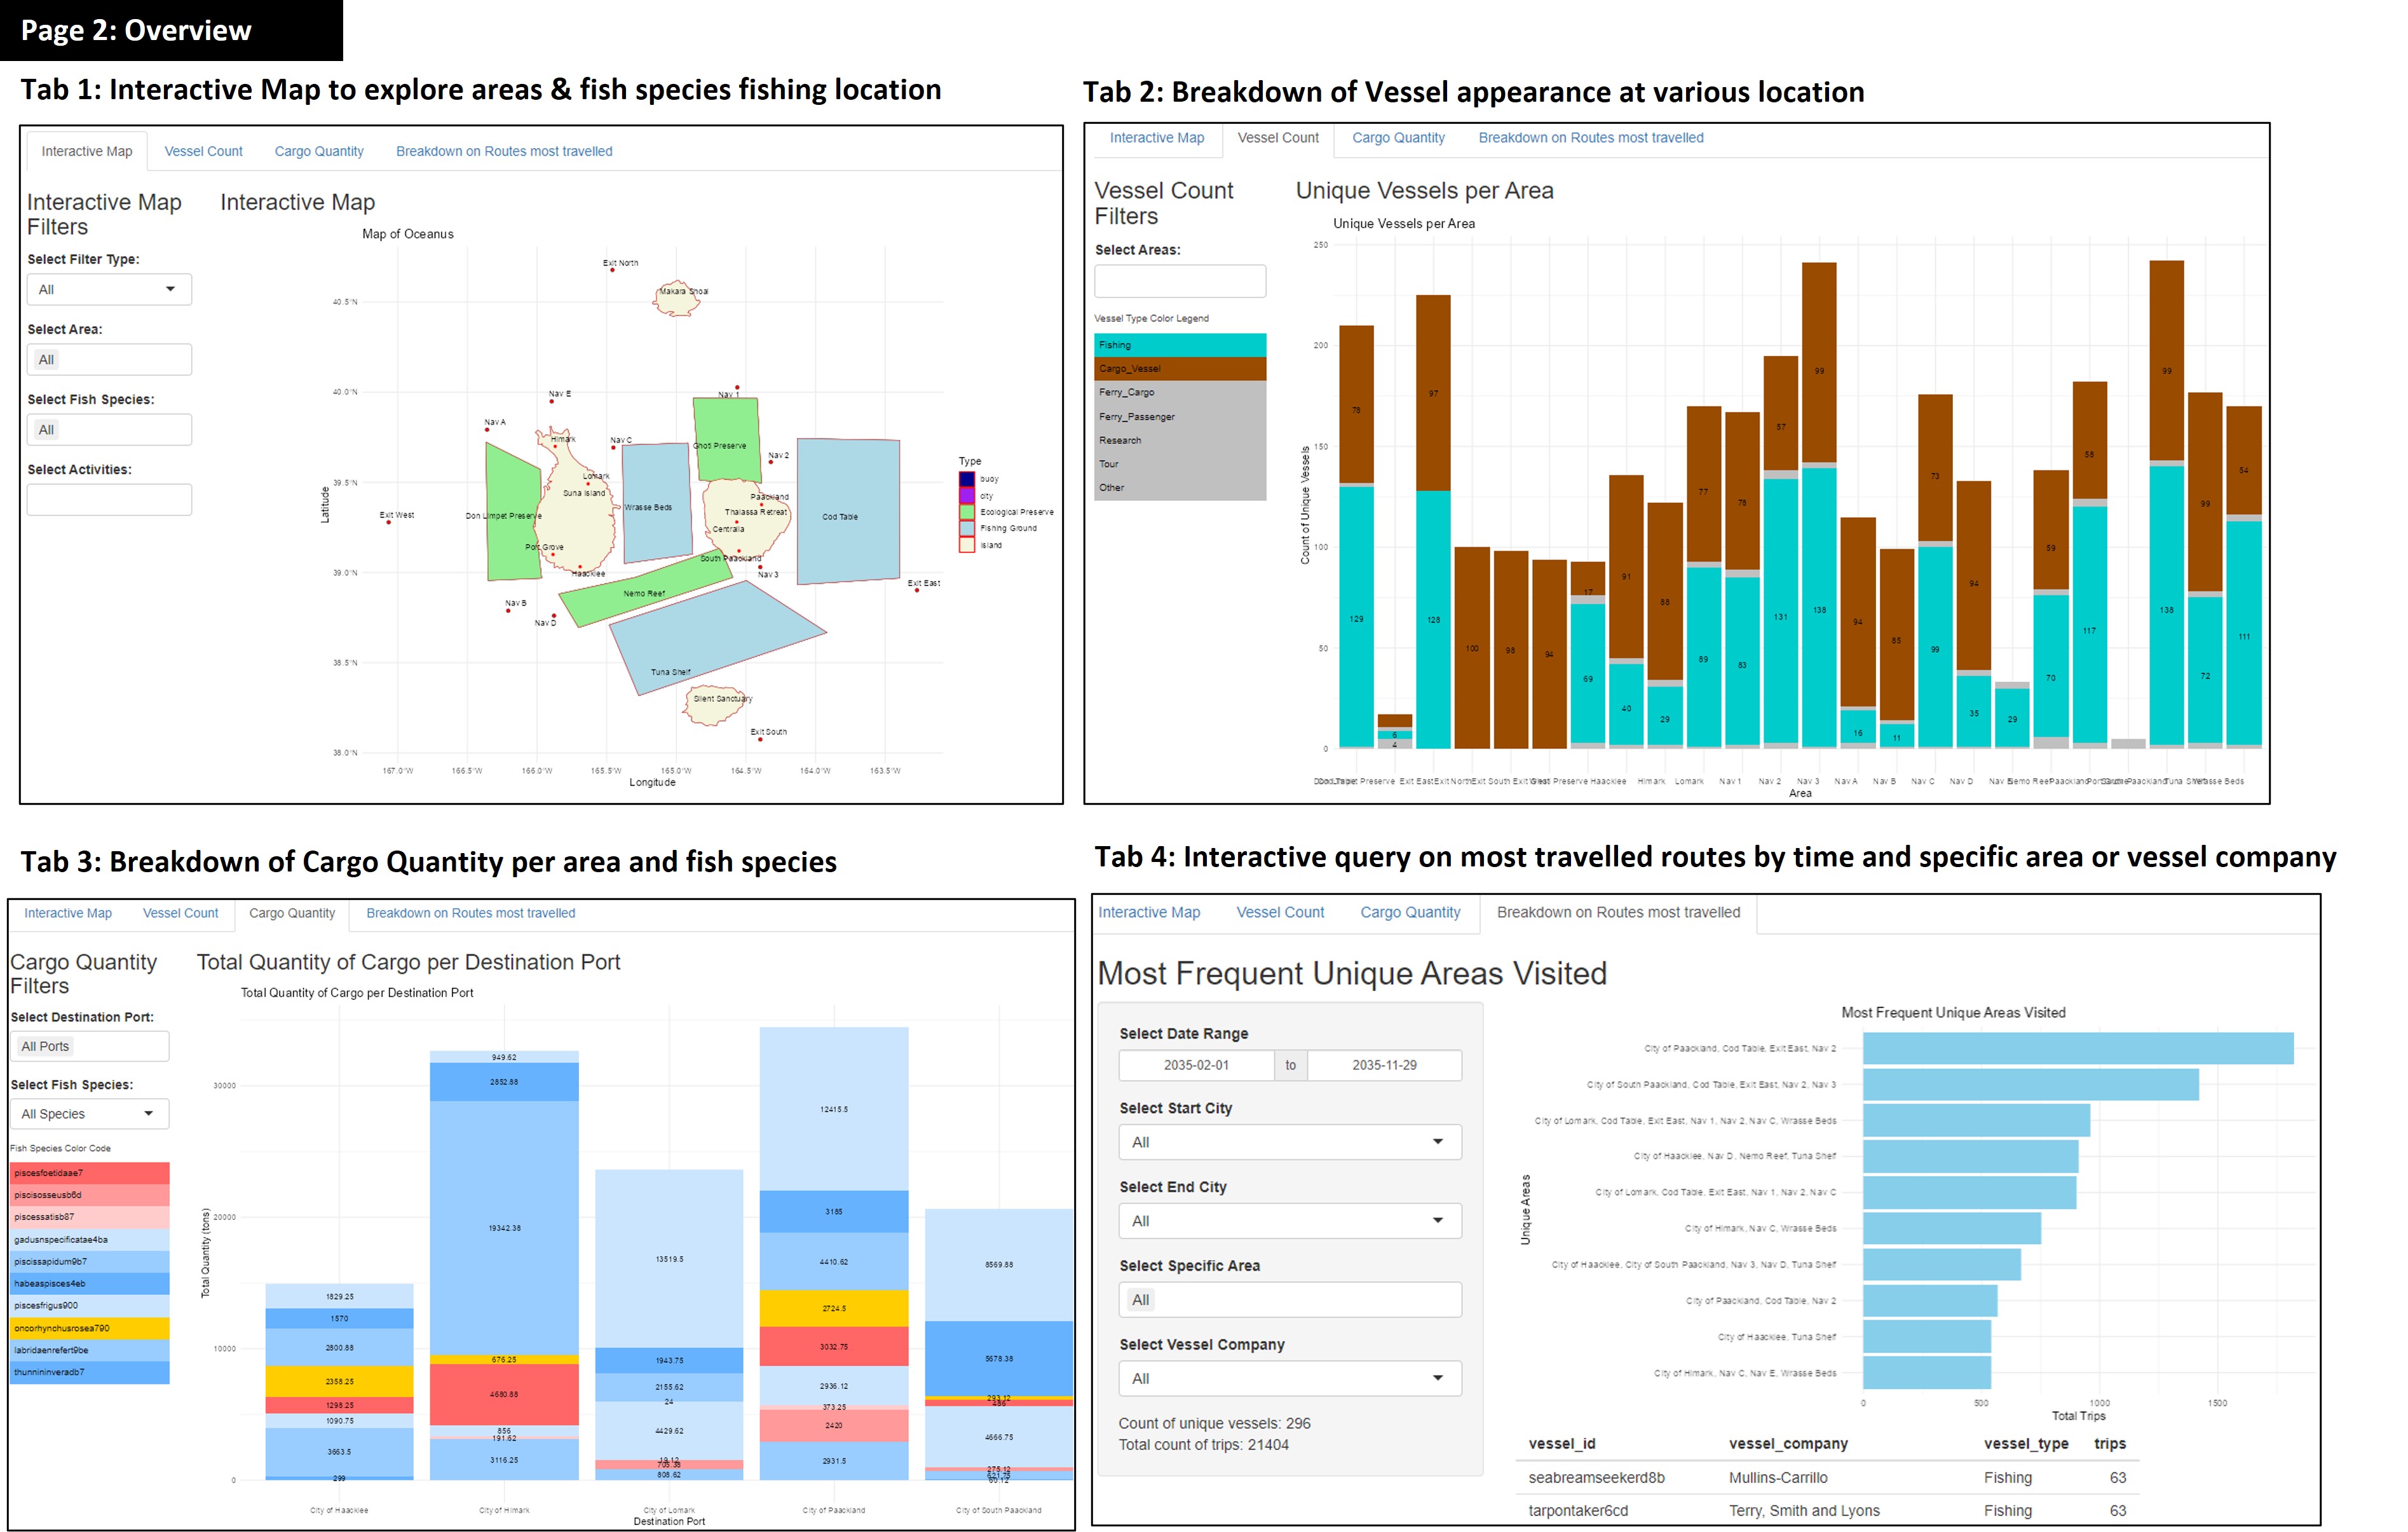 Page 2: Overview
Tab 1: Interactive Map to explore areas & fish species fishing location
Interactive Map
Vessel Count
Cargo Quantity
Breakdown on Routes most travelled
Interactive Map
Filters
Select Filter Type:
All
Select Area:
All
Select Fish Species:
All
Select Activities:
Interactive Map
Map of Oceanus
Latitude
40.5°N
40.0°N
39.5°N
39.0°N
38.5°N
38.0°N
Exit North
Makara Shoal
Nav E
Nav 1
Nav A
Himark
Nav C
Ghoti Preserve
Nav 2
Lomark
Suna Island
Paackland
Exit West
Don Limpet Preserve
Wrasse Beds
Thalassa Retreat
Cod Table
Centralia
Port Grove
South Paackland
Haacklee
Nav 3
Exit East
Nemo Reef
Nav B
Nav D
Tuna Shelf
Silent Sanctuary
Exit South
167.0°W
166.5°W
166.0°W
165.5°W
165.0°W
164.5°W
164.0°W
163.5°W
Longitude
Type
buoy
city
Ecological Preserve
Fishing Ground
Island
Tab 2: Breakdown of Vessel appearance at various location
Interactive Map
Vessel Count
Cargo Quantity
Breakdown on Routes most travelled
Vessel Count
Filters
Select Areas:
Vessel Type Color Legend
Fishing
Cargo_Vessel
Ferry_Cargo
Ferry_Passenger
Research
Tour
Other
Unique Vessels per Area
Unique Vessels per Area
Count of Unique Vessels
250
200
150
100
50
0
78
129
6
4
97
128
100
98
94
17
69
91
40
88
29
77
89
78
83
57
131
99
138
94
16
85
11
73
99
94
35
29
59
70
58
117
99
138
99
72
54
111
Preserve
Exit East
Exit North
Exit South
Preserve
Haacklee
Himark
Lomark
Nav 1
Nav 2
Nav 3
Nav A
Nav B
Nav C
Nav D
Paackland
Wrasse Beds
Area
Tab 3: Breakdown of Cargo Quantity per area and fish species
Interactive Map
Vessel Count
Cargo Quantity
Breakdown on Routes most travelled
Cargo Quantity
Filters
Select Destination Port:
All Ports
Select Fish Species:
All Species
Fish Species Color Code
piscesfoetidaae7
piscisosseusb6d
piscessatisb87
gadusnspecificatae4ba
piscissapidum9b7
habeaspisces4eb
piscesfrigus900
oncorhynchusrosea790
labridaenrefert9be
thunnininveradb7
Total Quantity of Cargo per Destination Port
Total Quantity of Cargo per Destination Port
Total Quantity (tons)
30000
20000
10000
0
1829.25
1570
2800.88
2358.25
1298.25
1090.75
3663.5
299
949.62
2852.88
19342.38
676.25
4680.88
856
191.62
3116.25
13519.5
1943.75
2155.62
24
4429.62
808.62
12415.5
3185
4410.62
2724.5
3032.75
2936.12
373.25
2420
2931.5
8569.88
5678.38
4666.75
City of Haacklee
City of Himark
City of Lomark
City of Paackland
City of South Paackland
Destination Port
Tab 4: Interactive query on most travelled routes by time and specific area or vessel company
Interactive Map
Vessel Count
Cargo Quantity
Breakdown on Routes most travelled
Most Frequent Unique Areas Visited
Select Date Range
2035-02-01 to 2035-11-29
Select Start City
All
Select End City
All
Select Specific Area
All
Select Vessel Company
All
Count of unique vessels: 296
Total count of trips: 21404
Most Frequent Unique Areas Visited
Unique Areas
City of Paackland, Cod Table, Exit East, Nav 2
City of South Paackland, Cod Table, Exit East, Nav 2, Nav 3
City of Lomark, Cod Table, Exit East, Nav 1, Nav 2, Nav C, Wrasse Beds
City of Haacklee, Nav D, Nemo Reef, Tuna Shelf
City of Lomark, Cod Table, Exit East, Nav 1, Nav 2, Nav C
City of Himark, Nav C, Wrasse Beds
City of Haacklee, City of South Paackland, Nav 3, Nav D, Tuna Shelf
City of Paackland, Cod Table, Nav 2
City of Haacklee, Tuna Shelf
City of Himark, Nav C, Nav E, Wrasse Beds
0
500
1000
1500
Total Trips
vessel_id vessel_company vessel_type trips
seabreamseekerd8b Mullins-Carrillo Fishing 63
tarpontaker6cd Terry, Smith and Lyons Fishing 63